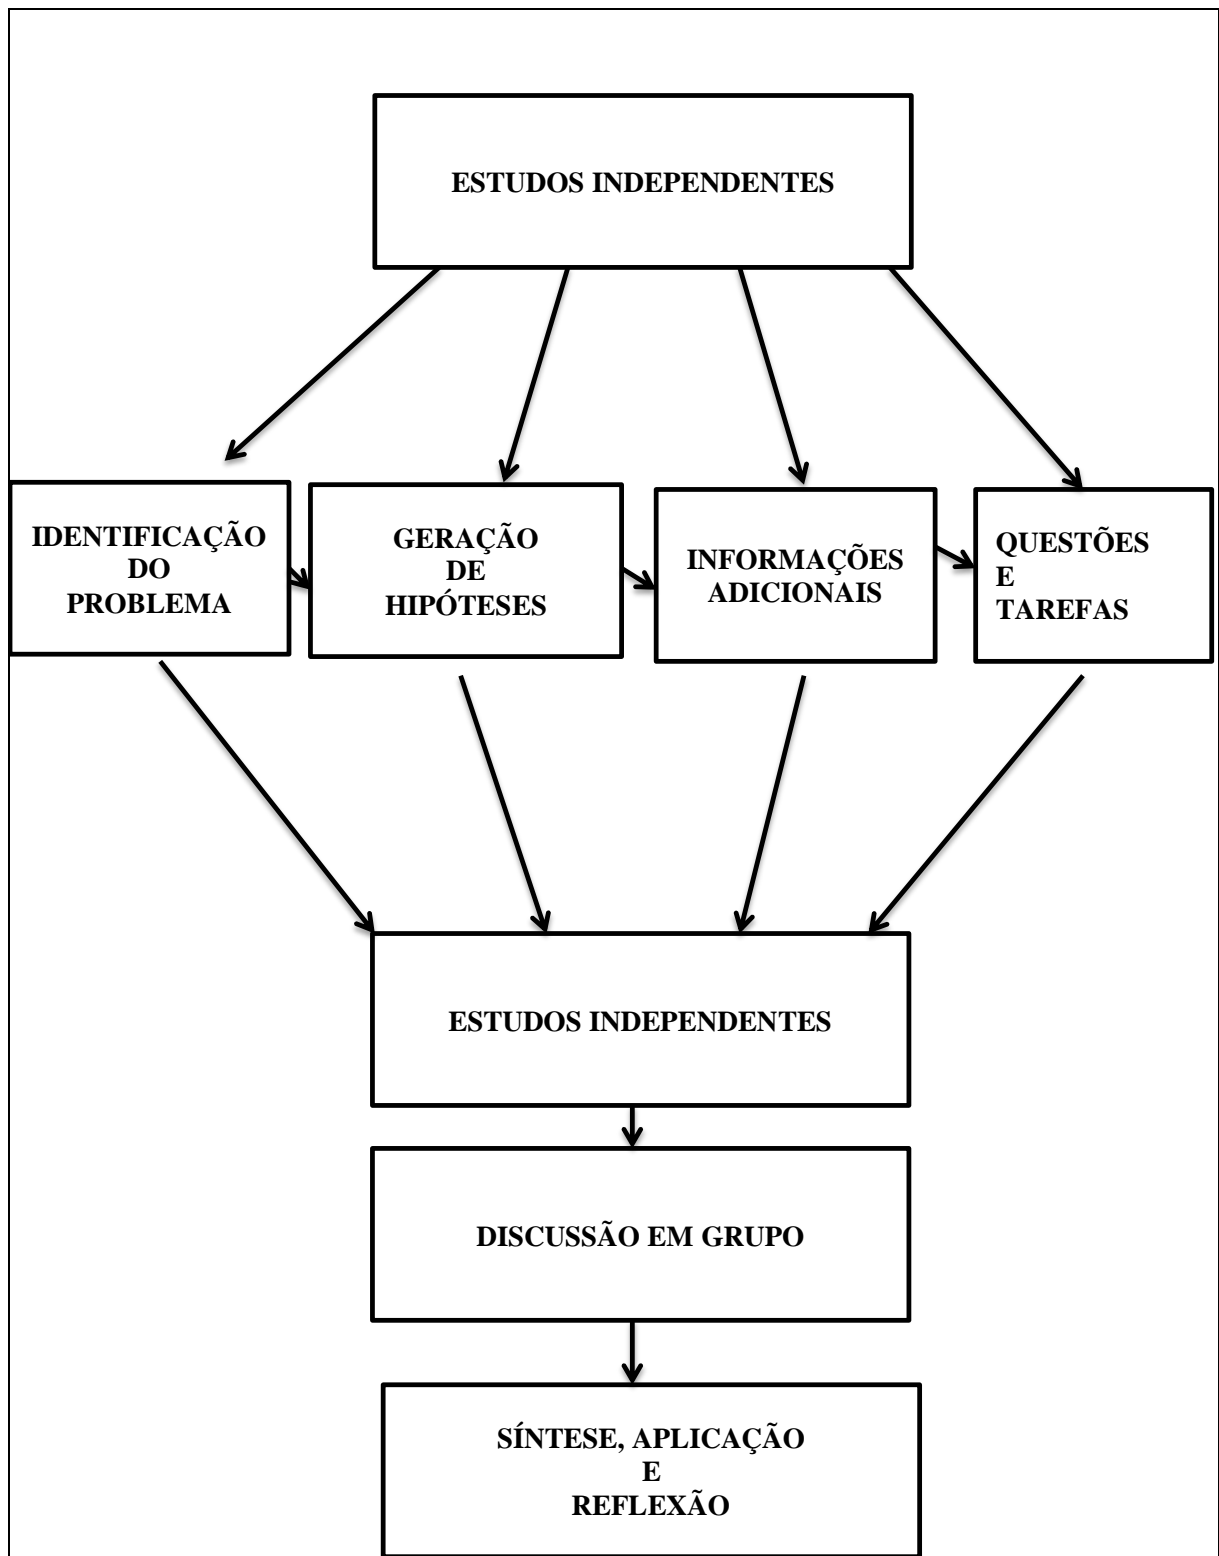 ESTUDOS INDEPENDENTES
IDENTIFICAÇÃO
DO
PROBLEMA
GERAÇÃO
DE
HIPÓTESES
INFORMAÇÕES
ADICIONAIS
QUESTÕES
E
TAREFAS
ESTUDOS INDEPENDENTES
DISCUSSÃO EM GRUPO
SÍNTESE, APLICAÇÃO
E
REFLEXÃO